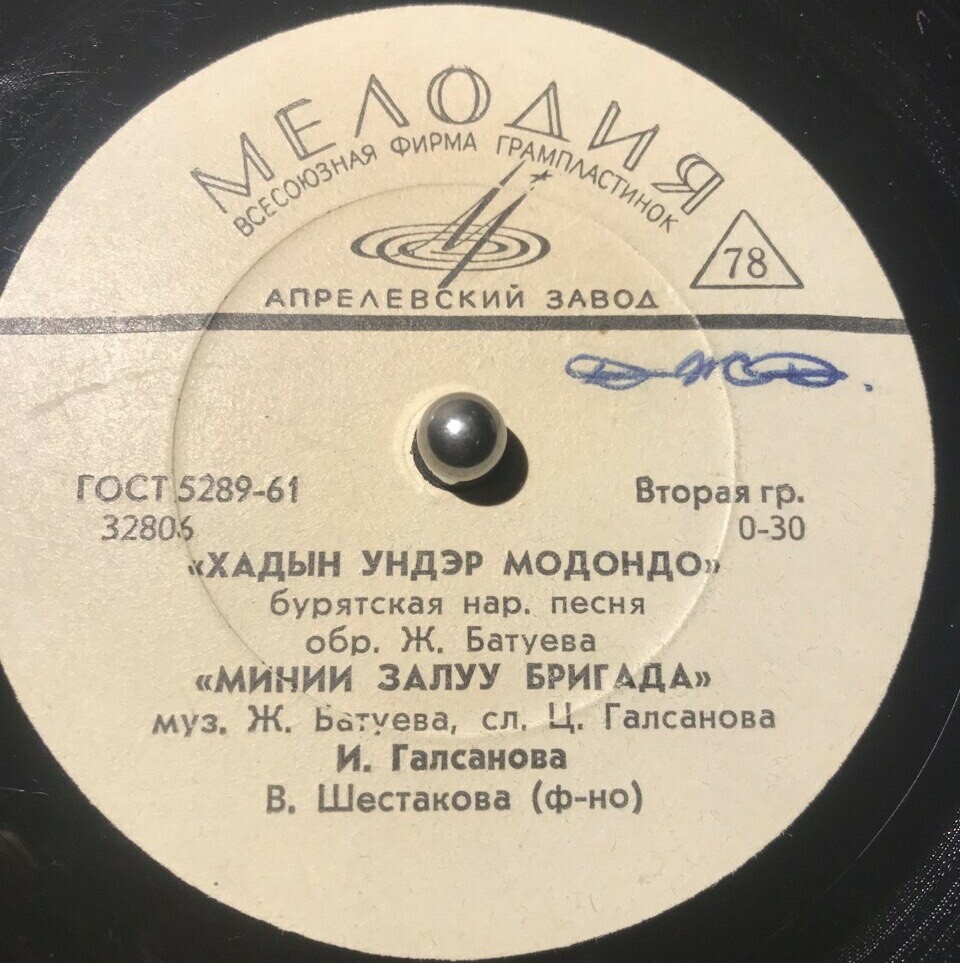 МЕЛОДИЯ
ВСЕСОЮЗНАЯ ФИРМА ГРАМПЛАСТИНОК
78
АПРЕЛЕВСКИЙ ЗАВОД
ГОСТ 5289-61
Вторая гр.
32806
0-30
«ХАДЫН УНДЭР МОДОНДО»
бурятская нар. песня
обр. Ж. Батуева
«МИНИИ ЗАЛУУ БРИГАДА»
муз. Ж. Батуева, сл. Ц. Галсанова
И. Галсанова
В. Шестакова (ф-но)